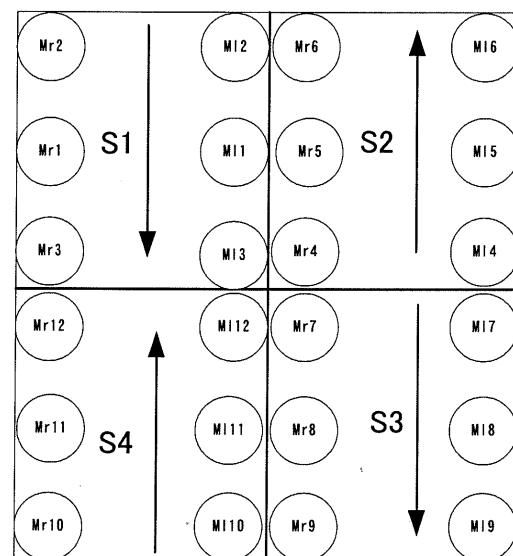 Mr2 Ml2 Mr6 Ml6
Mr1 S1 Ml1 Mr5 S2 Ml5
Mr3 Ml3 Mr4 Ml4
Mr12 Ml12 Mr7 Ml7
Mr11 S4 Ml11 Mr8 S3 Ml8
Mr10 Ml10 Mr9 Ml9